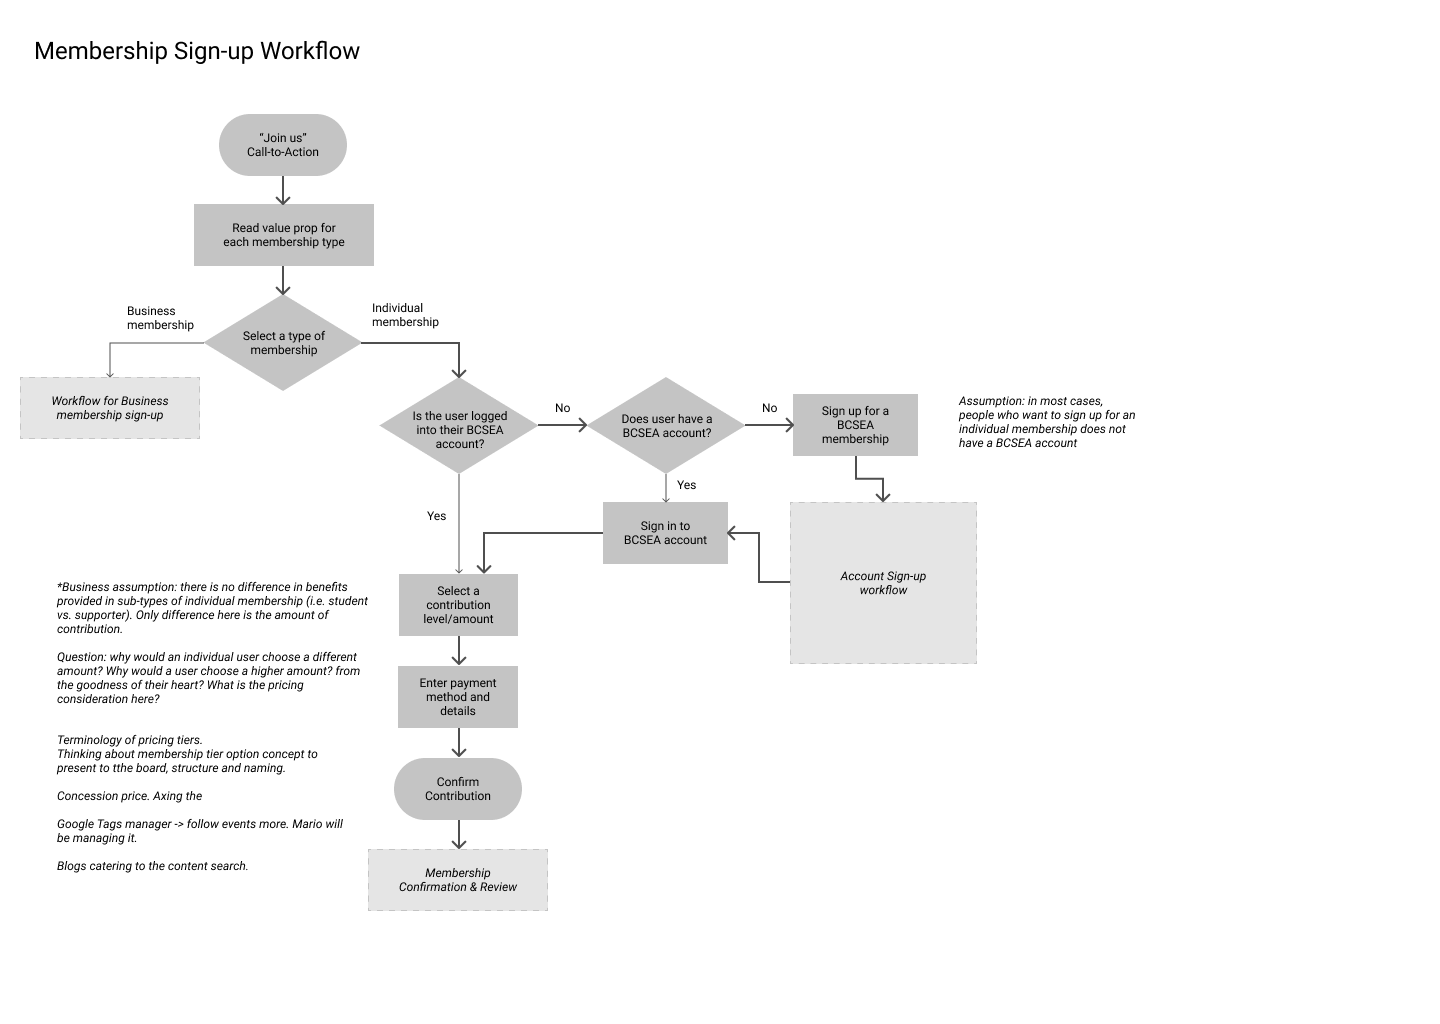 Membership Sign-up Workflow
“Join us”
Call-to-Action
Read value prop for
each membership type
Business
membership
Individual
membership
Select a type of
membership
Workflow for Business
membership sign-up
Is the user logged
into their BCSEA
account?
No
Does user have a
BCSEA account?
No
Sign up for a
BCSEA
membership
Assumption: in most cases,
people who want to sign up for an
individual membership does not
have a BCSEA account
Yes
Yes
Sign in to
BCSEA account
Account Sign-up
workflow
Select a
contribution
level/amount
*Business assumption: there is no difference in benefits
provided in sub-types of individual membership (i.e. student
vs. supporter). Only difference here is the amount of
contribution.
Question: why would an individual user choose a different
amount? Why would a user choose a higher amount? from
the goodness of their heart? What is the pricing
consideration here?
Enter payment
method and
details
Terminology of pricing tiers.
Thinking about membership tier option concept to
present to tthe board, structure and naming.
Concession price. Axing the
Google Tags manager -> follow events more. Mario will
be managing it.
Blogs catering to the content search.
Confirm
Contribution
Membership
Confirmation & Review